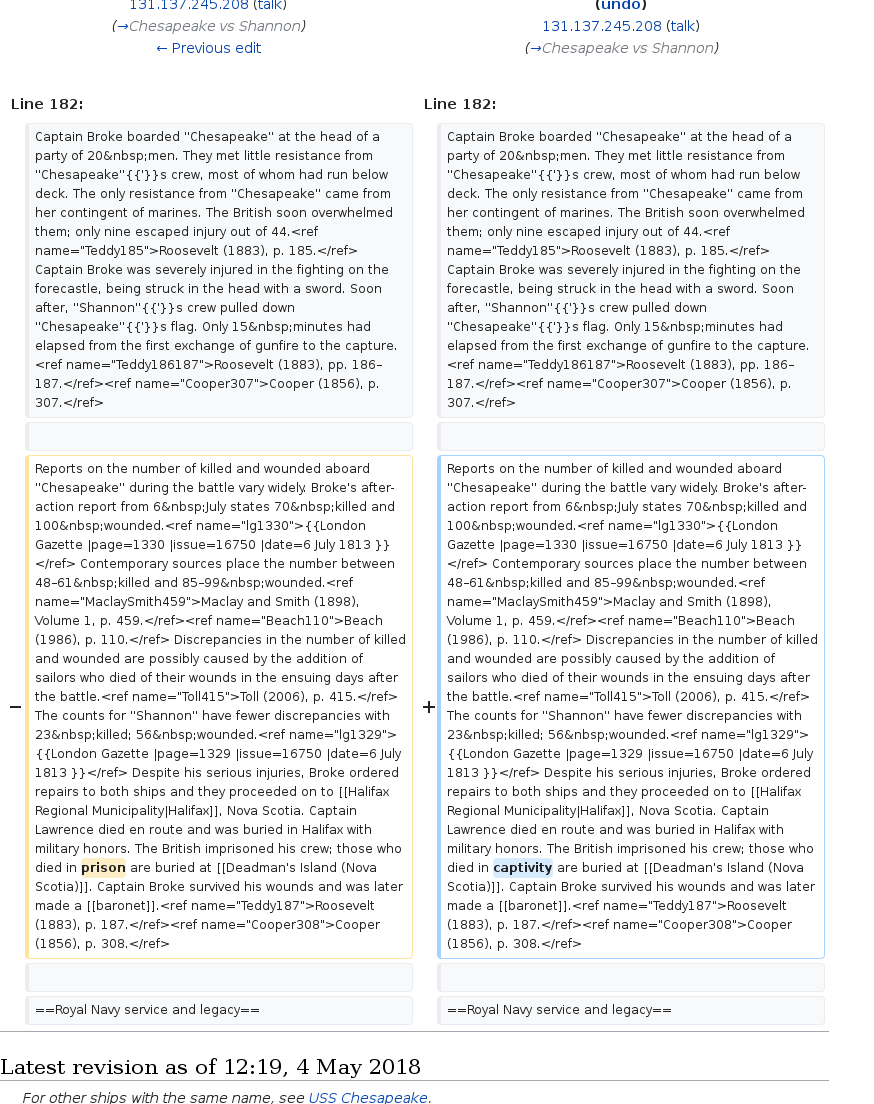 131.137.245.208 (talk)
(→Chesapeake vs Shannon)
← Previous edit
(undo)
131.137.245.208 (talk)
(→Chesapeake vs Shannon)
Line 182:
Captain Broke boarded ''Chesapeake'' at the head of a
party of 20&nbsp;men. They met little resistance from
''Chesapeake''{{'}}s crew, most of whom had run below
deck. The only resistance from ''Chesapeake'' came from
her contingent of marines. The British soon overwhelmed
them; only nine escaped injury out of 44.<ref
name="Teddy185">Roosevelt (1883), p. 185.</ref>
Captain Broke was severely injured in the fighting on the
forecastle, being struck in the head with a sword. Soon
after, ''Shannon''{{'}}s crew pulled down
''Chesapeake''{{'}}s flag. Only 15&nbsp;minutes had
elapsed from the first exchange of gunfire to the capture.
<ref name="Teddy186187">Roosevelt (1883), pp. 186–
187.</ref><ref name="Cooper307">Cooper (1856), p.
307.</ref>
−
Reports on the number of killed and wounded aboard
''Chesapeake'' during the battle vary widely. Broke's after-
action report from 6&nbsp;July states 70&nbsp;killed and
100&nbsp;wounded.<ref name="lg1330">{{London
Gazette |page=1330 |issue=16750 |date=6 July 1813 }}
</ref> Contemporary sources place the number between
48–61&nbsp;killed and 85–99&nbsp;wounded.<ref
name="MaclaySmith459">Maclay and Smith (1898),
Volume 1, p. 459.</ref><ref name="Beach110">Beach
(1986), p. 110.</ref> Discrepancies in the number of killed
and wounded are possibly caused by the addition of
sailors who died of their wounds in the ensuing days after
the battle.<ref name="Toll415">Toll (2006), p. 415.</ref>
The counts for ''Shannon'' have fewer discrepancies with
23&nbsp;killed; 56&nbsp;wounded.<ref name="lg1329">
{{London Gazette |page=1329 |issue=16750 |date=6 July
1813 }}</ref> Despite his serious injuries, Broke ordered
repairs to both ships and they proceeded on to [[Halifax
Regional Municipality|Halifax]], Nova Scotia. Captain
Lawrence died en route and was buried in Halifax with
military honors. The British imprisoned his crew; those who
died in prison are buried at [[Deadman's Island (Nova
Scotia)]]. Captain Broke survived his wounds and was later
made a [[baronet]].<ref name="Teddy187">Roosevelt
(1883), p. 187.</ref><ref name="Cooper308">Cooper
(1856), p. 308.</ref>
==Royal Navy service and legacy==
Line 182:
Captain Broke boarded ''Chesapeake'' at the head of a
party of 20&nbsp;men. They met little resistance from
''Chesapeake''{{'}}s crew, most of whom had run below
deck. The only resistance from ''Chesapeake'' came from
her contingent of marines. The British soon overwhelmed
them; only nine escaped injury out of 44.<ref
name="Teddy185">Roosevelt (1883), p. 185.</ref>
Captain Broke was severely injured in the fighting on the
forecastle, being struck in the head with a sword. Soon
after, ''Shannon''{{'}}s crew pulled down
''Chesapeake''{{'}}s flag. Only 15&nbsp;minutes had
elapsed from the first exchange of gunfire to the capture.
<ref name="Teddy186187">Roosevelt (1883), pp. 186–
187.</ref><ref name="Cooper307">Cooper (1856), p.
307.</ref>
+
Reports on the number of killed and wounded aboard
''Chesapeake'' during the battle vary widely. Broke's after-
action report from 6&nbsp;July states 70&nbsp;killed and
100&nbsp;wounded.<ref name="lg1330">{{London
Gazette |page=1330 |issue=16750 |date=6 July 1813 }}
</ref> Contemporary sources place the number between
48–61&nbsp;killed and 85–99&nbsp;wounded.<ref
name="MaclaySmith459">Maclay and Smith (1898),
Volume 1, p. 459.</ref><ref name="Beach110">Beach
(1986), p. 110.</ref> Discrepancies in the number of killed
and wounded are possibly caused by the addition of
sailors who died of their wounds in the ensuing days after
the battle.<ref name="Toll415">Toll (2006), p. 415.</ref>
The counts for ''Shannon'' have fewer discrepancies with
23&nbsp;killed; 56&nbsp;wounded.<ref name="lg1329">
{{London Gazette |page=1329 |issue=16750 |date=6 July
1813 }}</ref> Despite his serious injuries, Broke ordered
repairs to both ships and they proceeded on to [[Halifax
Regional Municipality|Halifax]], Nova Scotia. Captain
Lawrence died en route and was buried in Halifax with
military honors. The British imprisoned his crew; those who
died in captivity are buried at [[Deadman's Island (Nova
Scotia)]]. Captain Broke survived his wounds and was later
made a [[baronet]].<ref name="Teddy187">Roosevelt
(1883), p. 187.</ref><ref name="Cooper308">Cooper
(1856), p. 308.</ref>
==Royal Navy service and legacy==
Latest revision as of 12:19, 4 May 2018
For other ships with the same name, see USS Chesapeake.